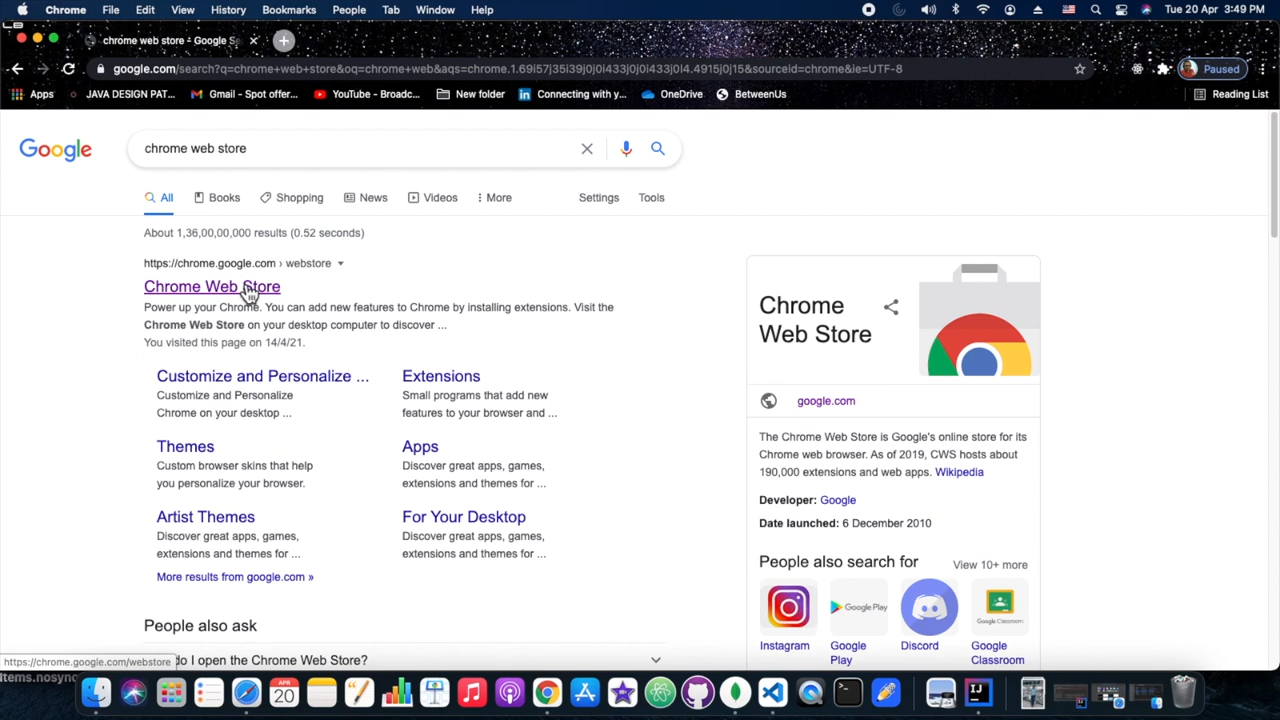 Chrome File Edit View History Bookmarks People Tab Window Help Tue 20 Apr 3:49 PM
chrome web store - Google Se
google.com/search?q=chrome+web+store&oq=chrome+web&aqs=chrome.1.69i57j35i39j0j0i433j0j0i433j0l4.4915j0j15&sourceid=chrome&ie=UTF-8 Paused
Apps JAVA DESIGN PAT... Gmail - Spot offer... YouTube - Broadc... New folder Connecting with y... OneDrive BetweenUs Reading List
Google chrome web store
All Books Shopping News Videos More Settings Tools
About 1,36,00,00,000 results (0.52 seconds)
https://chrome.google.com › webstore
Chrome Web Store
Power up your Chrome. You can add new features to Chrome by installing extensions. Visit the
Chrome Web Store on your desktop computer to discover ...
You visited this page on 14/4/21.
Customize and Personalize ...
Customize and Personalize
Chrome on your desktop ...
Extensions
Small programs that add new
features to your browser and ...
Themes
Custom browser skins that help
you personalize your browser.
Apps
Discover great apps, games,
extensions and themes for ...
Artist Themes
Discover great apps, games,
extensions and themes for ...
For Your Desktop
Discover great apps, games,
extensions and themes for ...
More results from google.com »
People also ask
do I open the Chrome Web Store?
Chrome
Web Store
google.com
The Chrome Web Store is Google's online store for its
Chrome web browser. As of 2019, CWS hosts about
190,000 extensions and web apps. Wikipedia
Developer: Google
Date launched: 6 December 2010
People also search for View 10+ more
Google Play
Google Classroom
Instagram Google Discord Google
Play Classroom
https://chrome.google.com/webstore
items.nosync
APR
20
IJ